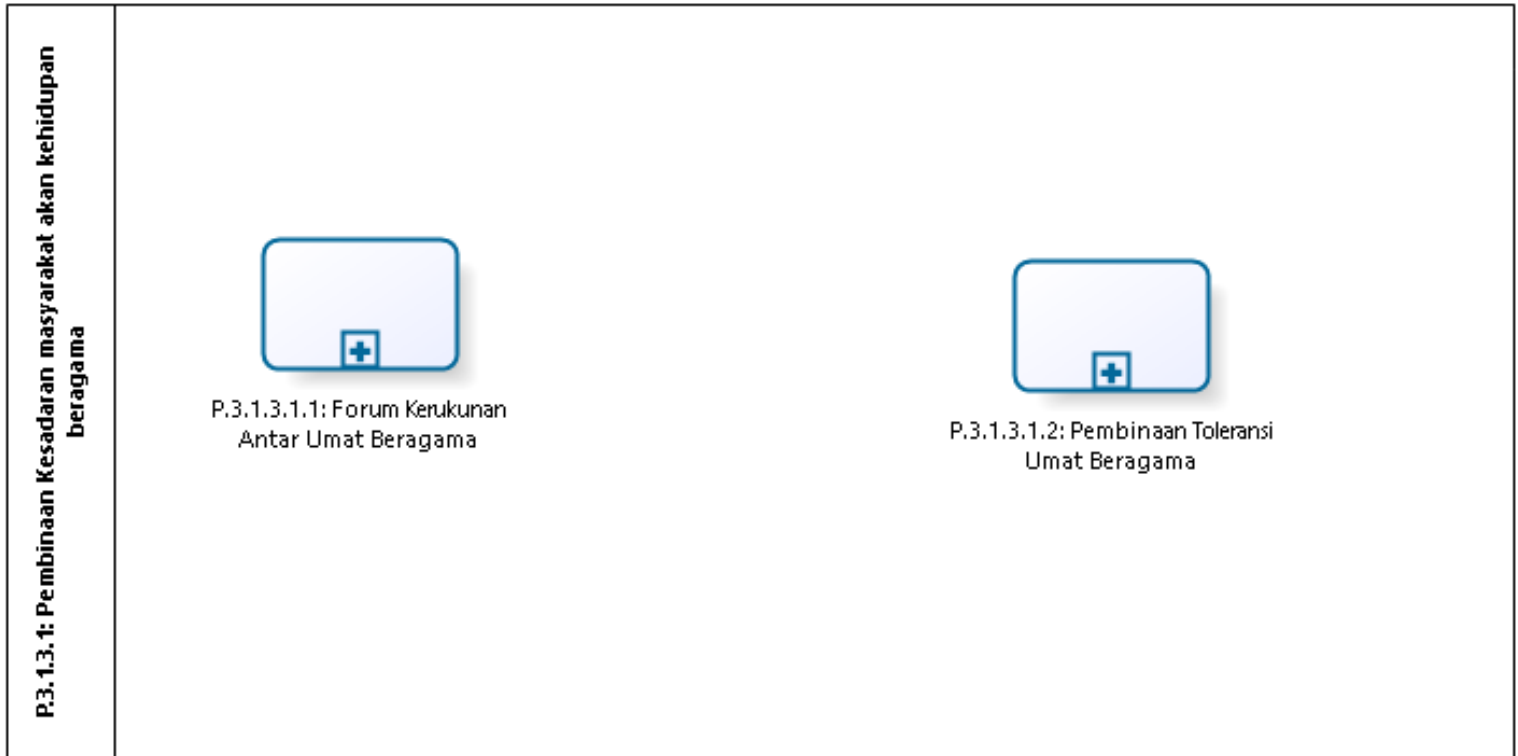 P.3.1.3.1: Pembinaan Kesadaran masyarakat akan kehidupan
beragama
P.3.1.3.1.1: Forum Kerukunan
Antar Umat Beragama
P.3.1.3.1.2: Pembinaan Toleransi
Umat Beragama